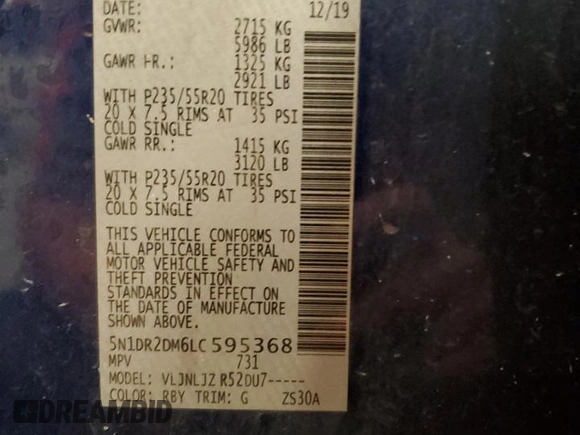 DATE: 12/19
GVWR: 2715 KG
5986 LB
GAWR FR.: 1325 KG
2921 LB
WITH P235/55R20 TIRES
20 X 7.5 RIMS AT 35 PSI
COLD SINGLE
GAWR RR.: 1415 KG
3120 LB
WITH P235/55R20 TIRES
20 X 7.5 RIMS AT 35 PSI
COLD SINGLE
THIS VEHICLE CONFORMS TO
ALL APPLICABLE FEDERAL
MOTOR VEHICLE SAFETY AND
THEFT PREVENTION
STANDARDS IN EFFECT ON
THE DATE OF MANUFACTURE
SHOWN ABOVE.
5N1DR2DM6LC595368
MPV 731
MODEL: VLJNLJZ R52DU7-----
COLOR: RBY TRIM: G ZS30A
DREAMBID